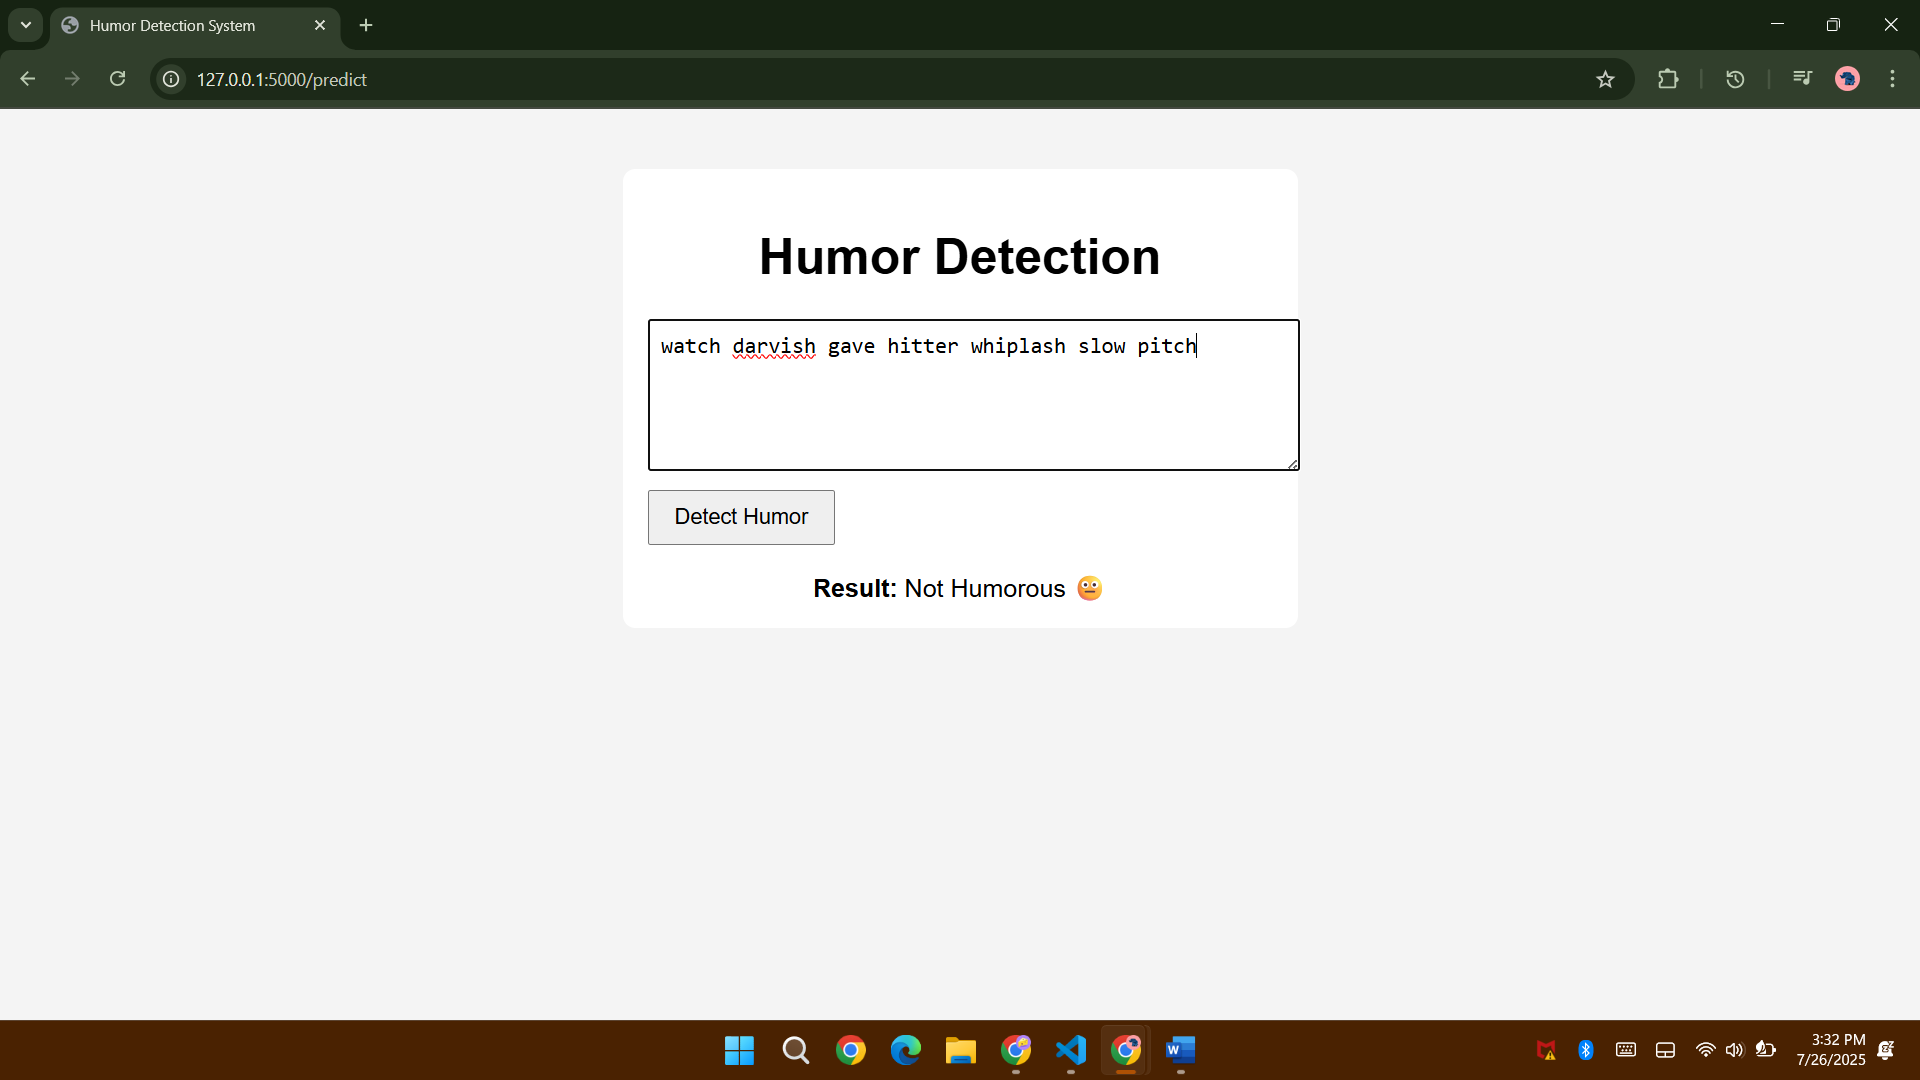 Humor Detection System
127.0.0.1:5000/predict
Humor Detection
watch darvish gave hitter whiplash slow pitch
Detect Humor
Result: Not Humorous 😳
W
3:32 PM
7/26/2025